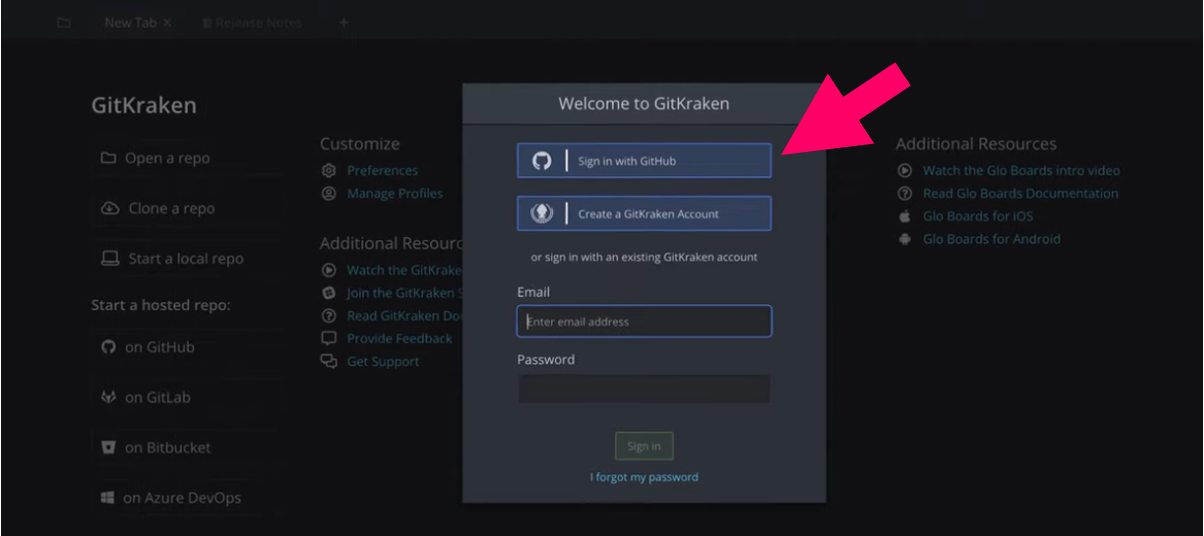 New Tab ×
Release Notes
+
GitKraken
Open a repo
Clone a repo
Start a local repo
Start a hosted repo:
on GitHub
on GitLab
on Bitbucket
on Azure DevOps
Customize
Preferences
Manage Profiles
Additional Resourc
Watch the GitKrake
Join the GitKraken S
Read GitKraken Do
Provide Feedback
Get Support
Welcome to GitKraken
Sign in with GitHub
Create a GitKraken Account
or sign in with an existing GitKraken account
Email
Enter email address
Password
Sign in
I forgot my password
Additional Resources
Watch the Glo Boards intro video
Read Glo Boards Documentation
Glo Boards for iOS
Glo Boards for Android